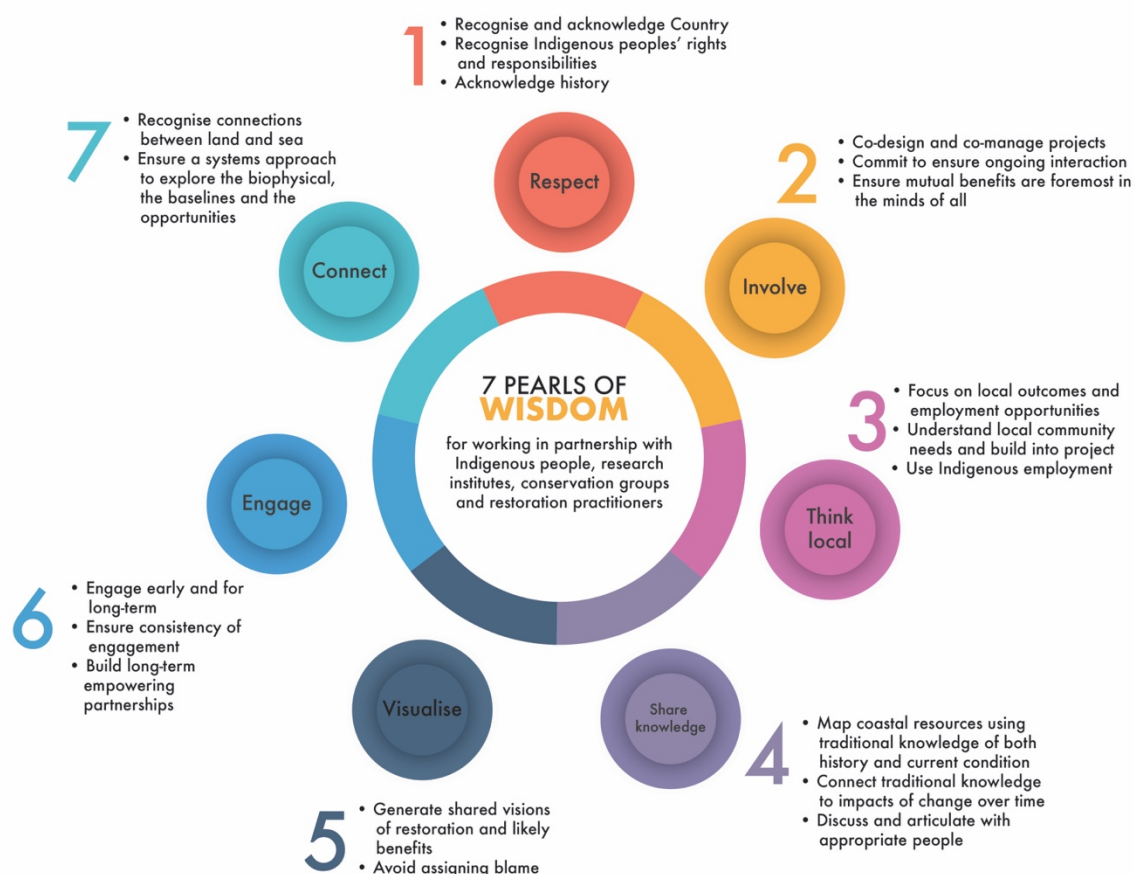 1
• Recognise and acknowledge Country
• Recognise Indigenous peoples’ rights
and responsibilities
• Acknowledge history
Respect
2
• Co-design and co-manage projects
• Commit to ensure ongoing interaction
• Ensure mutual benefits are foremost in
the minds of all
Involve
3
• Focus on local outcomes and
employment opportunities
• Understand local community
needs and build into project
• Use Indigenous employment
Think
local
4
• Map coastal resources using
traditional knowledge of both
history and current condition
• Connect traditional knowledge
to impacts of change over time
• Discuss and articulate with
appropriate people
Share
knowledge
5
• Generate shared visions
of restoration and likely
benefits
• Avoid assigning blame
Visualise
6
• Engage early and for
long-term
• Ensure consistency of
engagement
• Build long-term
empowering
partnerships
Engage
7
• Recognise connections
between land and sea
• Ensure a systems approach
to explore the biophysical,
the baselines and the
opportunities
Connect
7 PEARLS OF
WISDOM
for working in partnership with
Indigenous people, research
institutes, conservation groups
and restoration practitioners